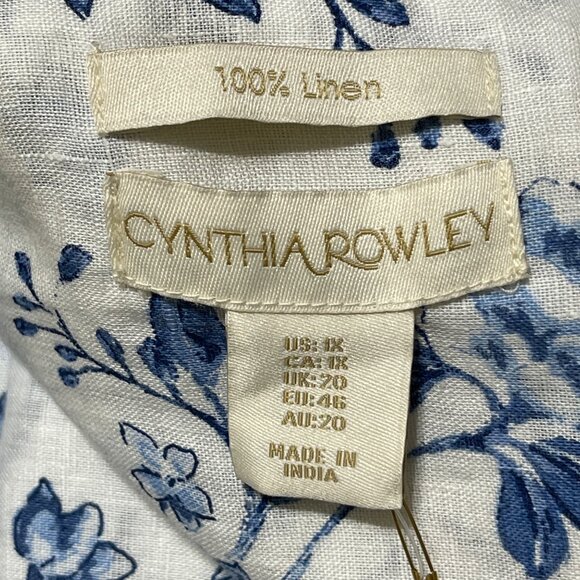 100% Linen
CYNTHIA ROWLEY
US: 1X
CA: 1X
UK: 20
EU: 46
AU: 20
MADE IN
INDIA